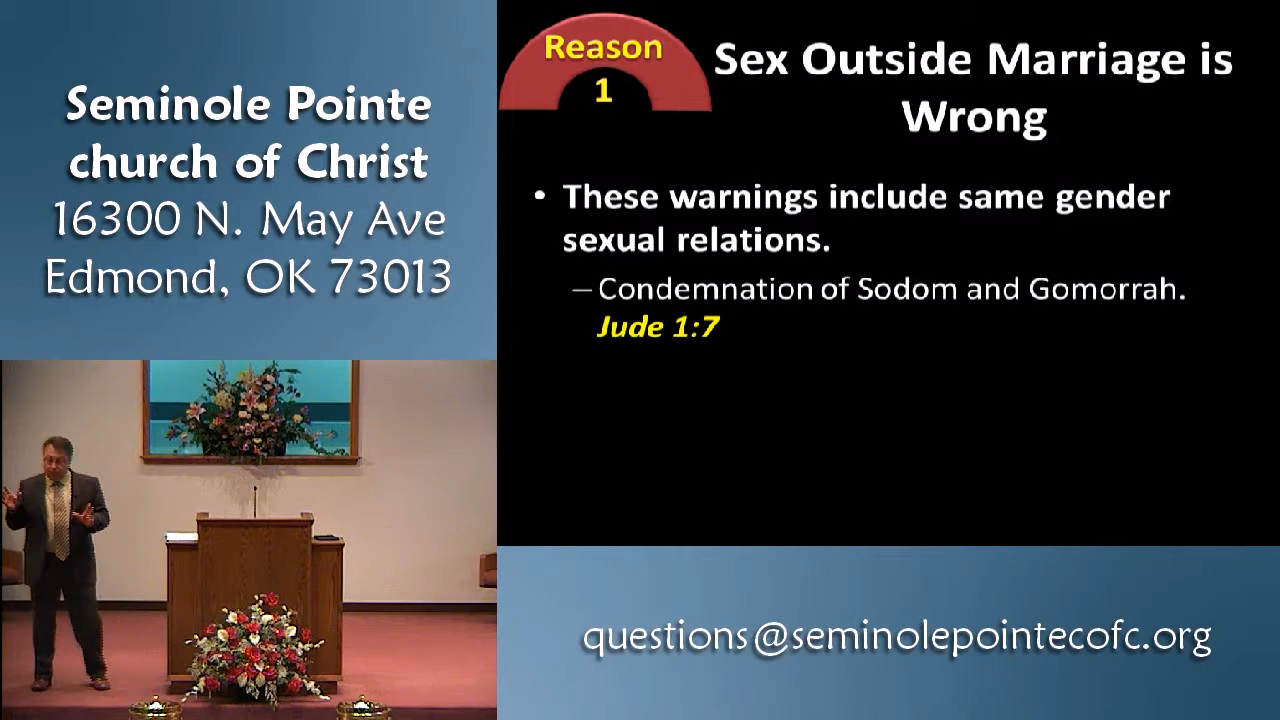 Seminole Pointe
church of Christ
16300 N. May Ave
Edmond, OK 73013
Reason
1
Sex Outside Marriage is
Wrong
• These warnings include same gender
sexual relations.
– Condemnation of Sodom and Gomorrah.
Jude 1:7
questions@seminolepointecofc.org